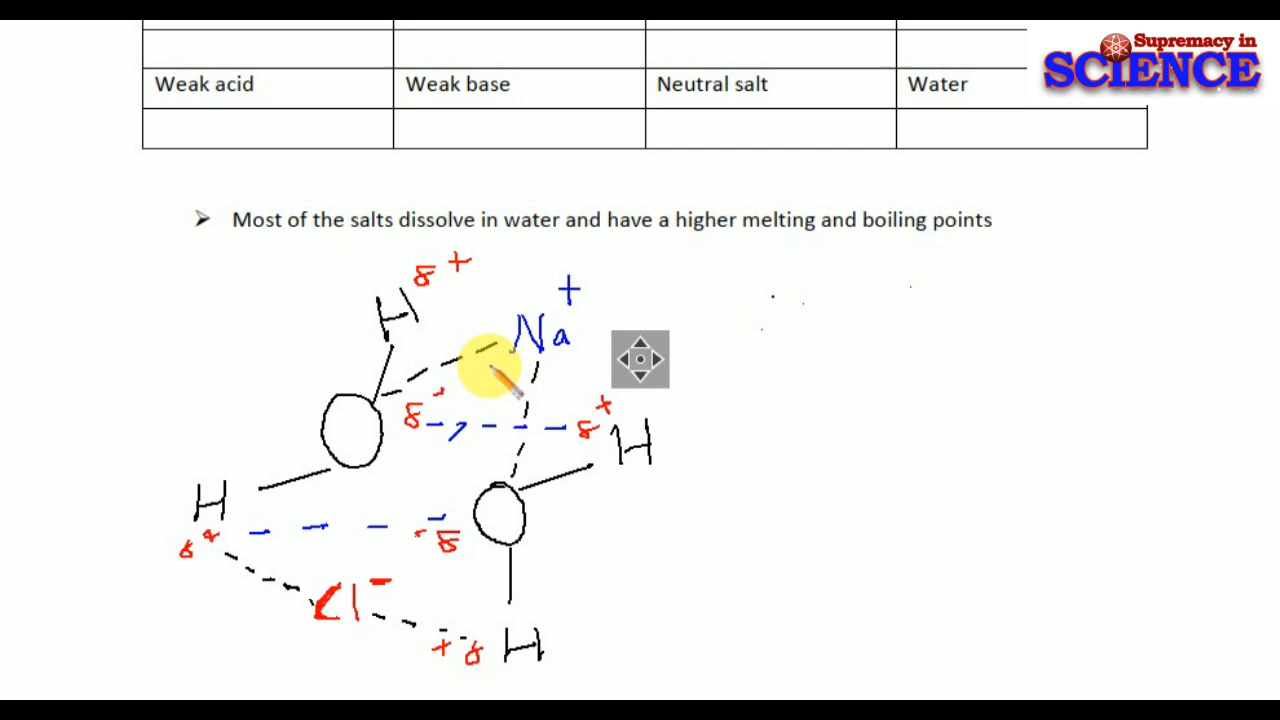 Supremacy in
SCIENCE
Weak acid Weak base Neutral salt Water
Most of the salts dissolve in water and have a higher melting and boiling points
H δ +
Na +
δ -
δ + H
O
H
δ +
- δ
O
Cl -
+ δ H